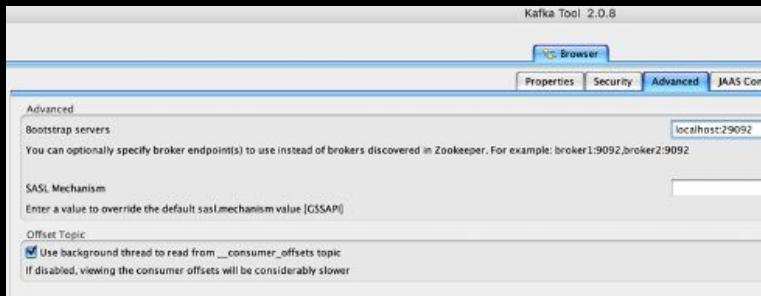 Kafka Tool 2.0.8
Browser
Properties Security Advanced JAAS Con
Advanced
Bootstrap servers localhost:29092
You can optionally specify broker endpoint(s) to use instead of brokers discovered in Zookeeper. For example: broker1:9092,broker2:9092
SASL Mechanism
Enter a value to override the default sasl.mechanism value [GSSAPI]
Offset Topic
Use background thread to read from __consumer_offsets topic
If disabled, viewing the consumer offsets will be considerably slower